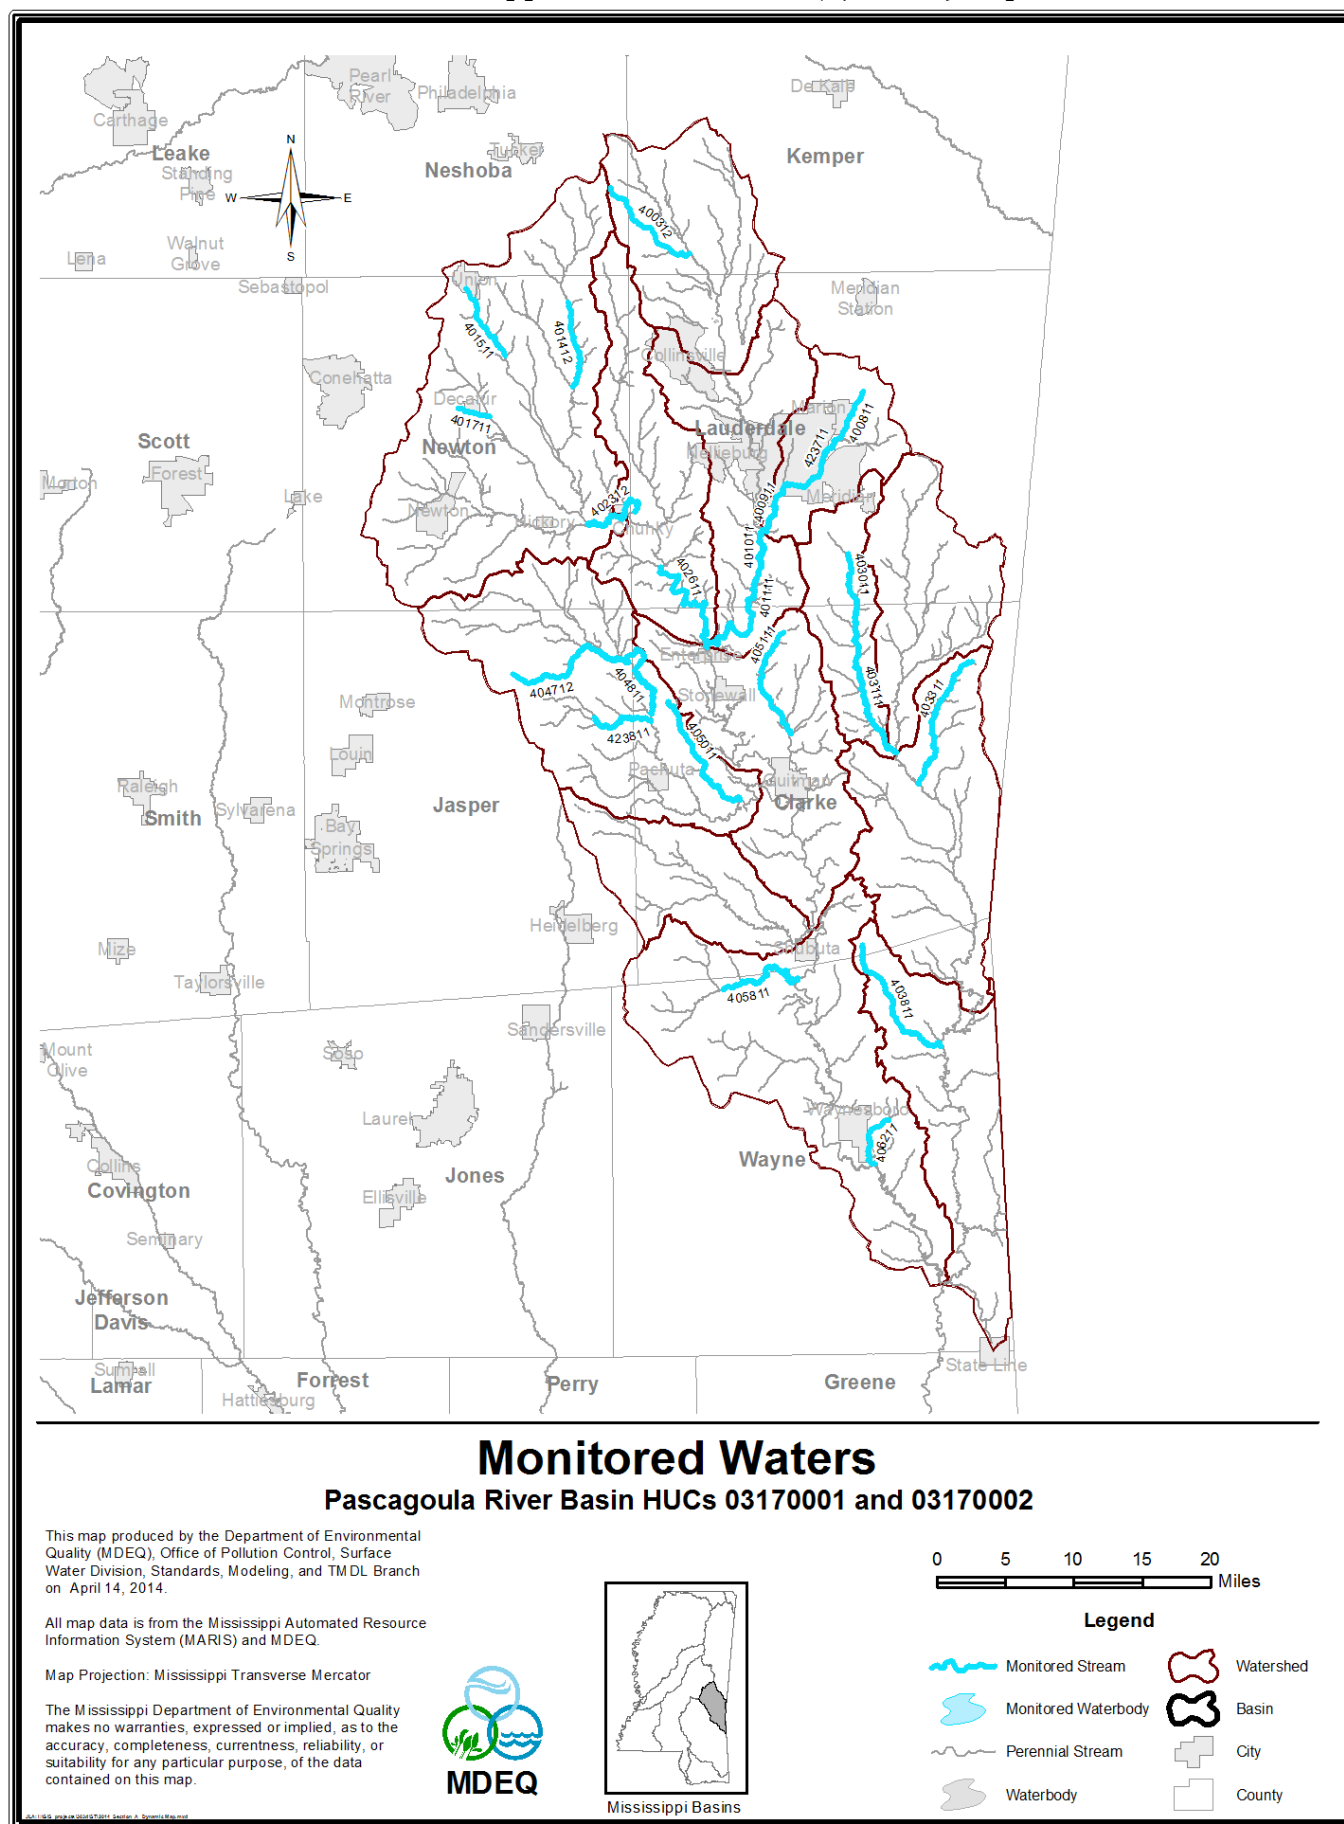 Pearl
River
Philadelphia
De Kalb
Carthage
Leake
Neshoba
Tucker
Kemper
Standing
Pine
N
W
E
S
400312
Walnut
Grove
Lena
Sebastopol
Union
Meridian
Station
401511
401412
Collinsville
Conehatta
Decatur
401711
Marion
400811
Lauderdale
423711
Nellieburg
Scott
Newton
Forest
Morton
Lake
Meridian
400911
402312
Newton
Hickory
Chunky
401011
402611
401111
403011
405111
Enterprise
404811
404712
403111
403311
Stonewall
Montrose
423811
405011
Louin
Pachuta
Quitman
Raleigh
Smith
Sylvarena
Jasper
Clarke
Bay
Springs
Heidelberg
Mize
Shubuta
Taylorsville
405811
403811
Sandersville
Mount
Olive
Soso
Laurel
Waynesboro
406211
Collins
Covington
Jones
Wayne
Ellisville
Seminary
Jefferson
Davis
State Line
Sumrall
Lamar
Forrest
Perry
Greene
Hattiesburg
Monitored Waters
Pascagoula River Basin HUCs 03170001 and 03170002
This map produced by the Department of Environmental
Quality (MDEQ), Office of Pollution Control, Surface
Water Division, Standards, Modeling, and TMDL Branch
on April 14, 2014.
All map data is from the Mississippi Automated Resource
Information System (MARIS) and MDEQ.
Map Projection: Mississippi Transverse Mercator
The Mississippi Department of Environmental Quality
makes no warranties, expressed or implied, as to the
accuracy, completeness, currentness, reliability, or
suitability for any particular purpose, of the data
contained on this map.
MDEQ
Mississippi Basins
0 5 10 15 20
Miles
Legend
Monitored Stream
Watershed
Monitored Waterbody
Basin
Perennial Stream
City
Waterbody
County